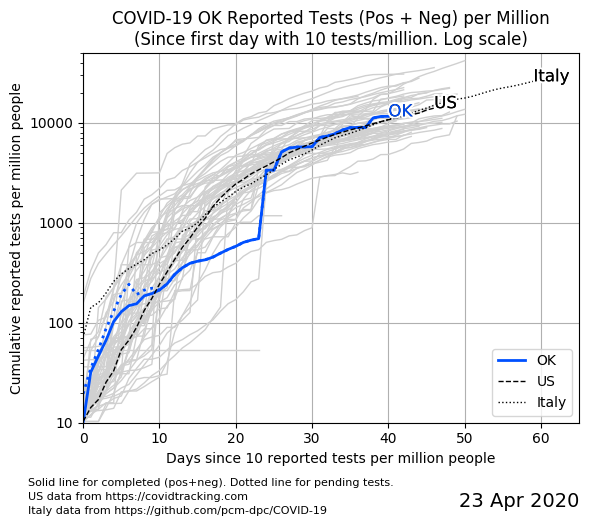 COVID-19 OK Reported Tests (Pos + Neg) per Million
(Since first day with 10 tests/million. Log scale)
Cumulative reported tests per million people
10000
1000
100
10
Italy
US
OK
OK
US
Italy
0
10
20
30
40
50
60
Days since 10 reported tests per million people
Solid line for completed (pos+neg). Dotted line for pending tests.
US data from https://covidtracking.com
Italy data from https://github.com/pcm-dpc/COVID-19
23 Apr 2020